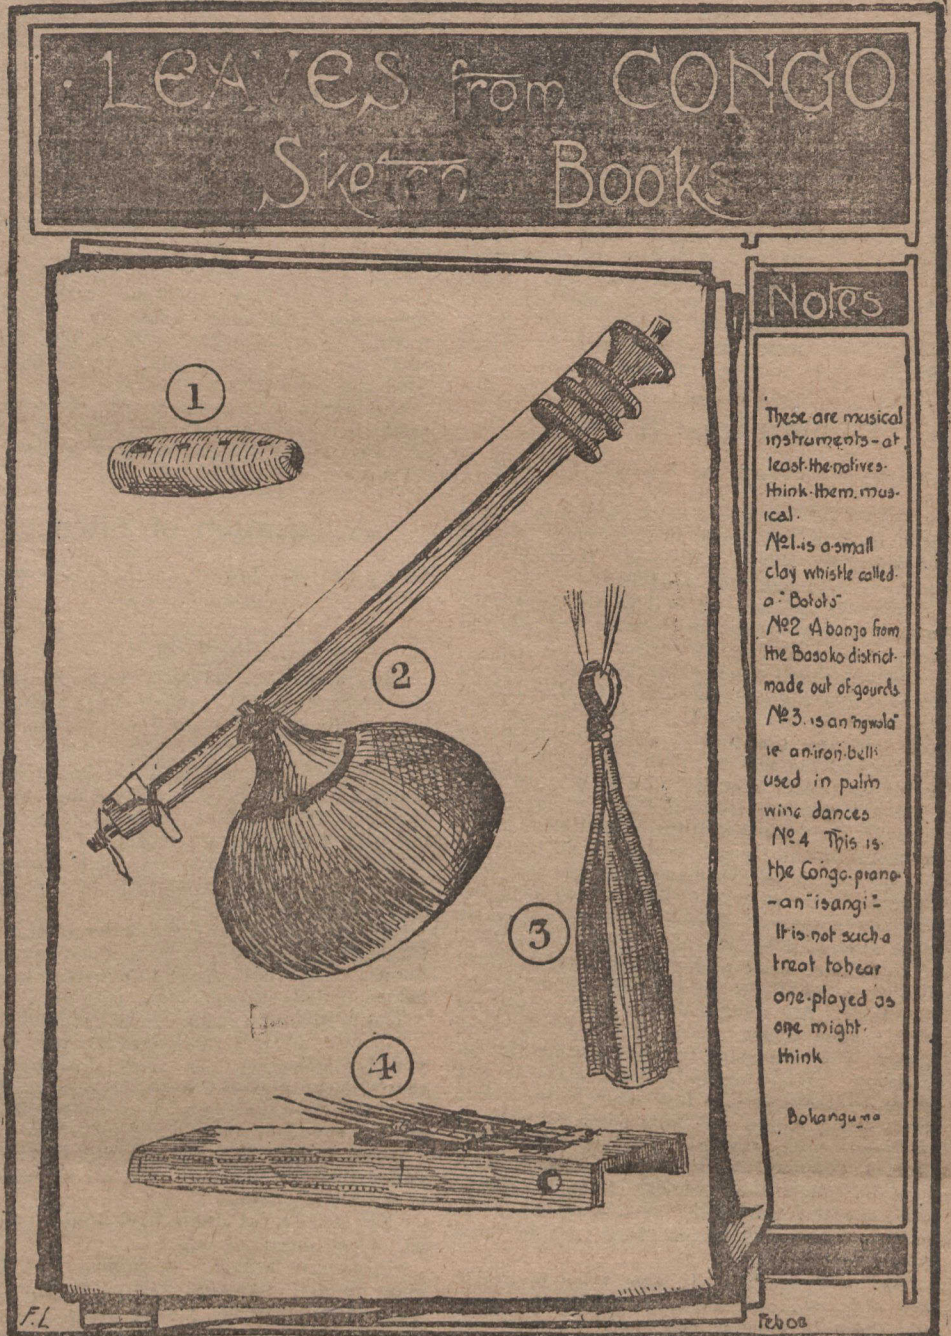 LEAVES from CONGO
Sketch Books
Notes
1
2
3
4
These are musical
instruments - at
least the natives
think them mus-
ical.
No1 is a small
clay whistle called
a "Bototo"
No2 A banjo from
the Basoko district
made out of gourds
No3. is an "ngwola"
ie an iron bell
used in palm
wine dances
No4 This is
the Congo piano
- an "isangi" -
It is not such a
treat to hear
one played as
one might
think
Bokanguma
F.L
Feb 08